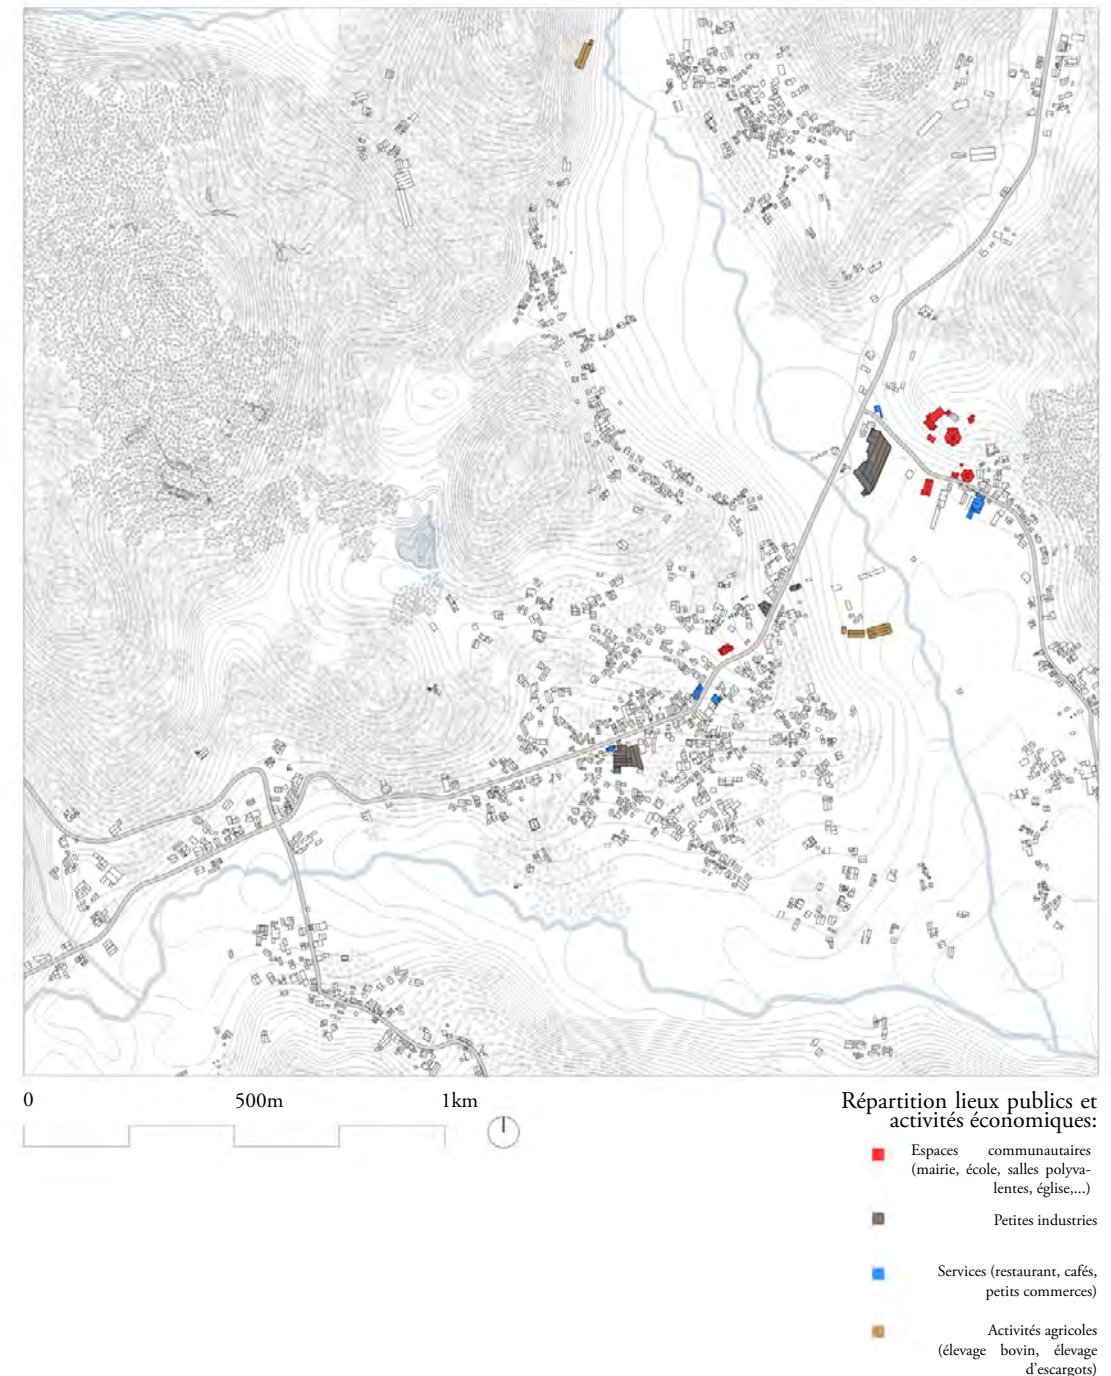 0 500m 1km
Répartition lieux publics et
activités économiques:
Espaces communautaires
(mairie, école, salles polyva-
lentes, église,...)
Petites industries
Services (restaurant, cafés,
petits commerces)
Activités agricoles
(élevage bovin, élevage
d'escargots)